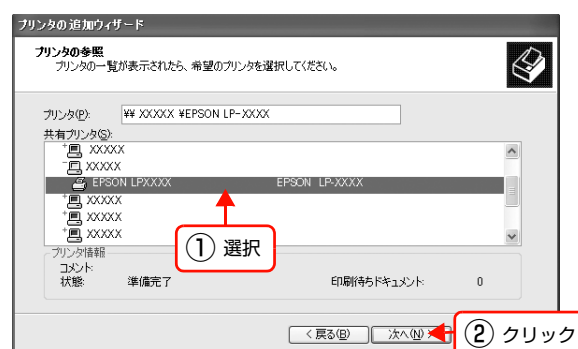 プリンタの追加ウィザード
プリンタの参照
プリンタの一覧が表示されたら、希望のプリンタを選択してください。
プリンタ(P): ¥¥ XXXXX ¥EPSON LP-XXXX
共有プリンタ(S):
XXXXX
XXXXX
EPSON LPXXXX EPSON LP-XXXX
XXXXX
XXXXX
XXXXX
① 選択
プリンタ情報
コメント:
状態: 準備完了 印刷待ちドキュメント: 0
< 戻る(B) 次へ(N) >
② クリック